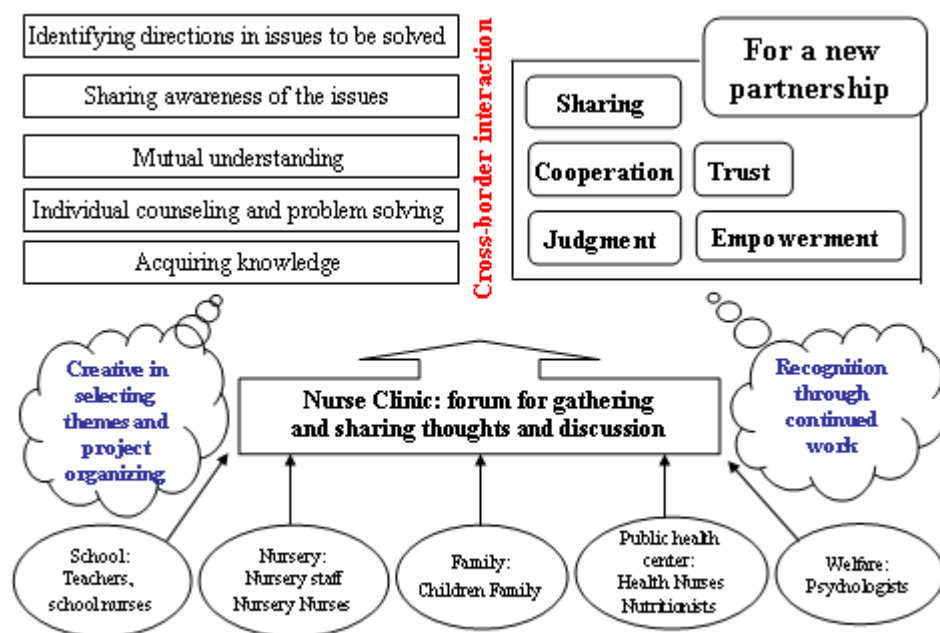 Identifying directions in issues to be solved
Sharing awareness of the issues
Mutual understanding
Individual counseling and problem solving
Acquiring knowledge
Cross-border interaction
For a new
partnership
Sharing
Cooperation
Trust
Judgment
Empowerment
Creative in
selecting
themes and
project
organizing
Nurse Clinic: forum for gathering
and sharing thoughts and discussion
Recognition
through
continued
work
School:
Teachers,
school nurses
Nursery:
Nursery staff
Nursery Nurses
Family:
Children Family
Public health
center:
Health Nurses
Nutritionists
Welfare:
Psychologists